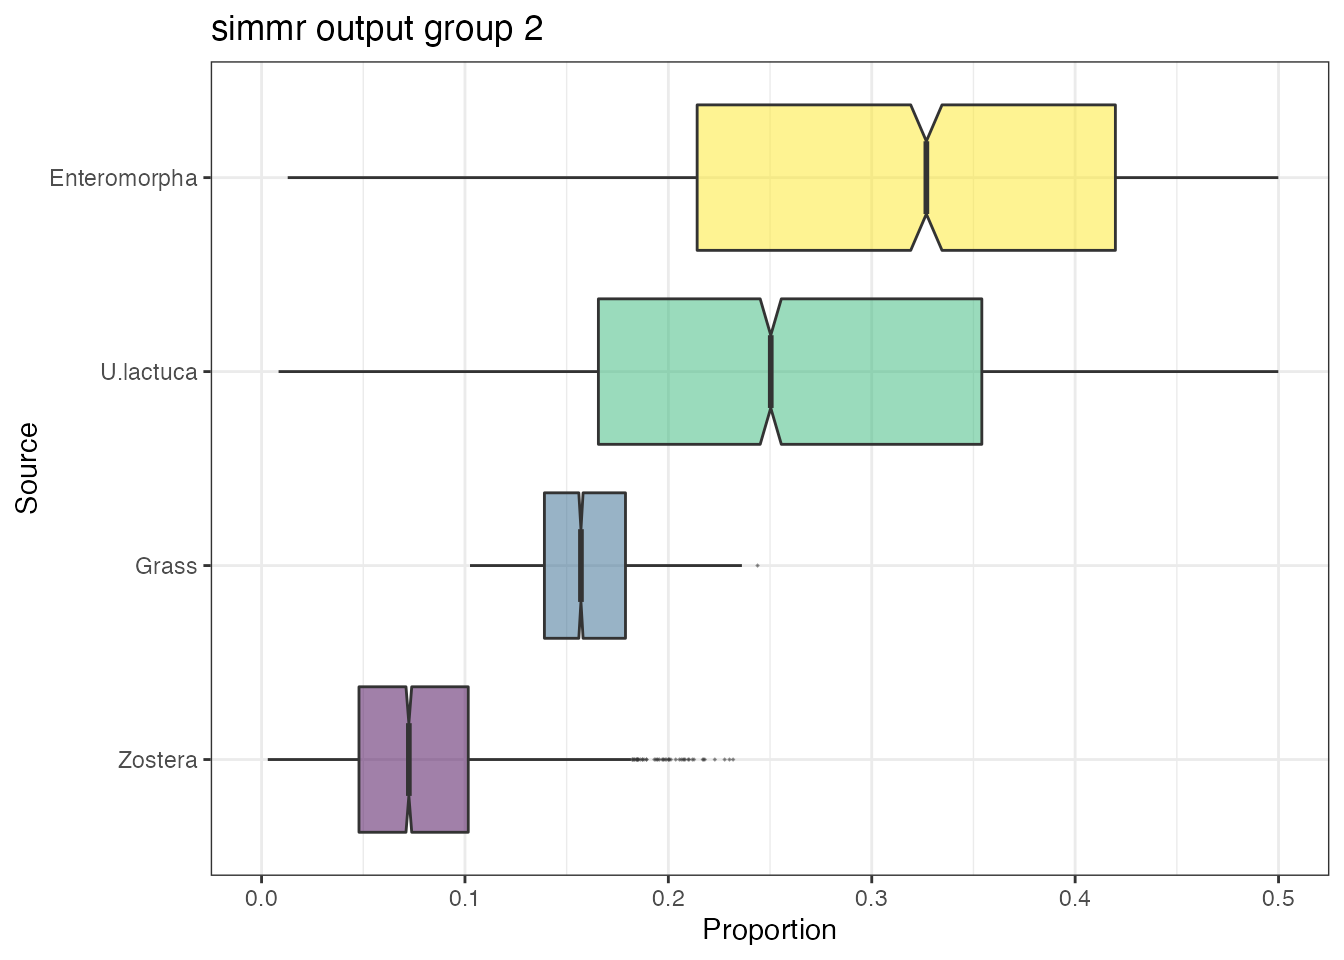 simmr output group 2
Enteromorpha
U.lactuca
Grass
Zostera
Source
0.0 0.1 0.2 0.3 0.4 0.5
Proportion